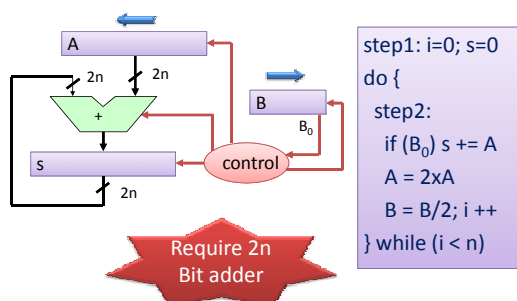 A
2n
2n
+
B
B₀
s
control
2n
Require 2n
Bit adder
step1: i=0; s=0
do {
step2:
if (B₀) s += A
A = 2xA
B = B/2; i ++
} while (i < n)